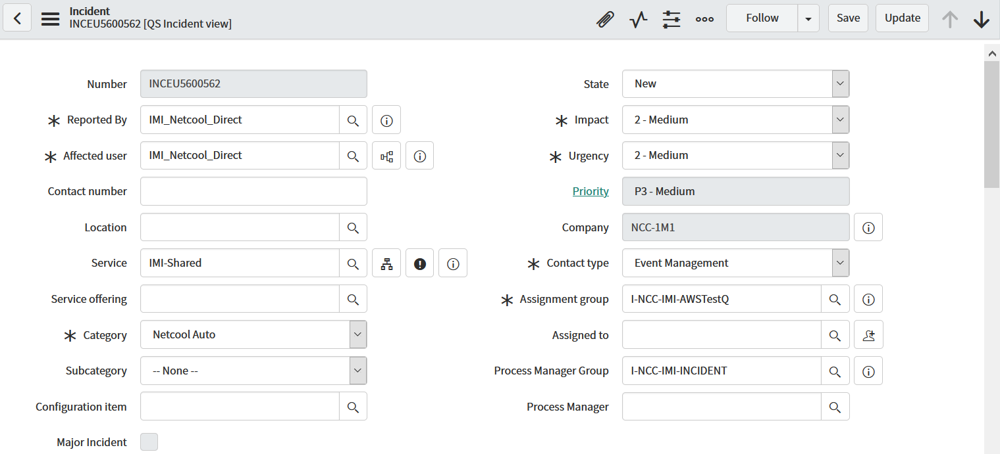 Incident
INCEU5600562 [QS Incident view]
Follow
Save
Update
Number
INCEU5600562
Reported By
IMI_Netcool_Direct
Affected user
IMI_Netcool_Direct
Contact number
Location
Service
IMI-Shared
Service offering
Category
Netcool Auto
Subcategory
-- None --
Configuration item
Major Incident
State
New
Impact
2 - Medium
Urgency
2 - Medium
Priority
P3 - Medium
Company
NCC-1M1
Contact type
Event Management
Assignment group
I-NCC-IMI-AWSTestQ
Assigned to
Process Manager Group
I-NCC-IMI-INCIDENT
Process Manager